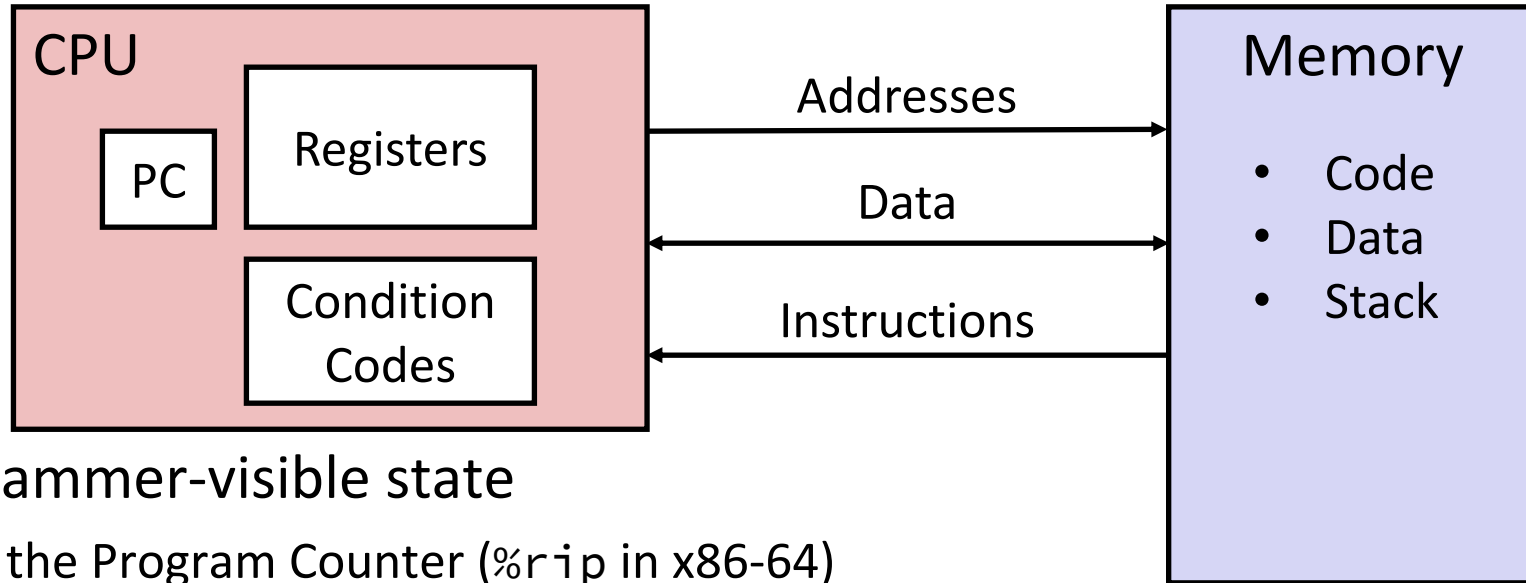 CPU
PC
Registers
Condition
Codes
Addresses
Data
Instructions
Memory
• Code
• Data
• Stack
ammer-visible state
the Program Counter (%rip in x86-64)